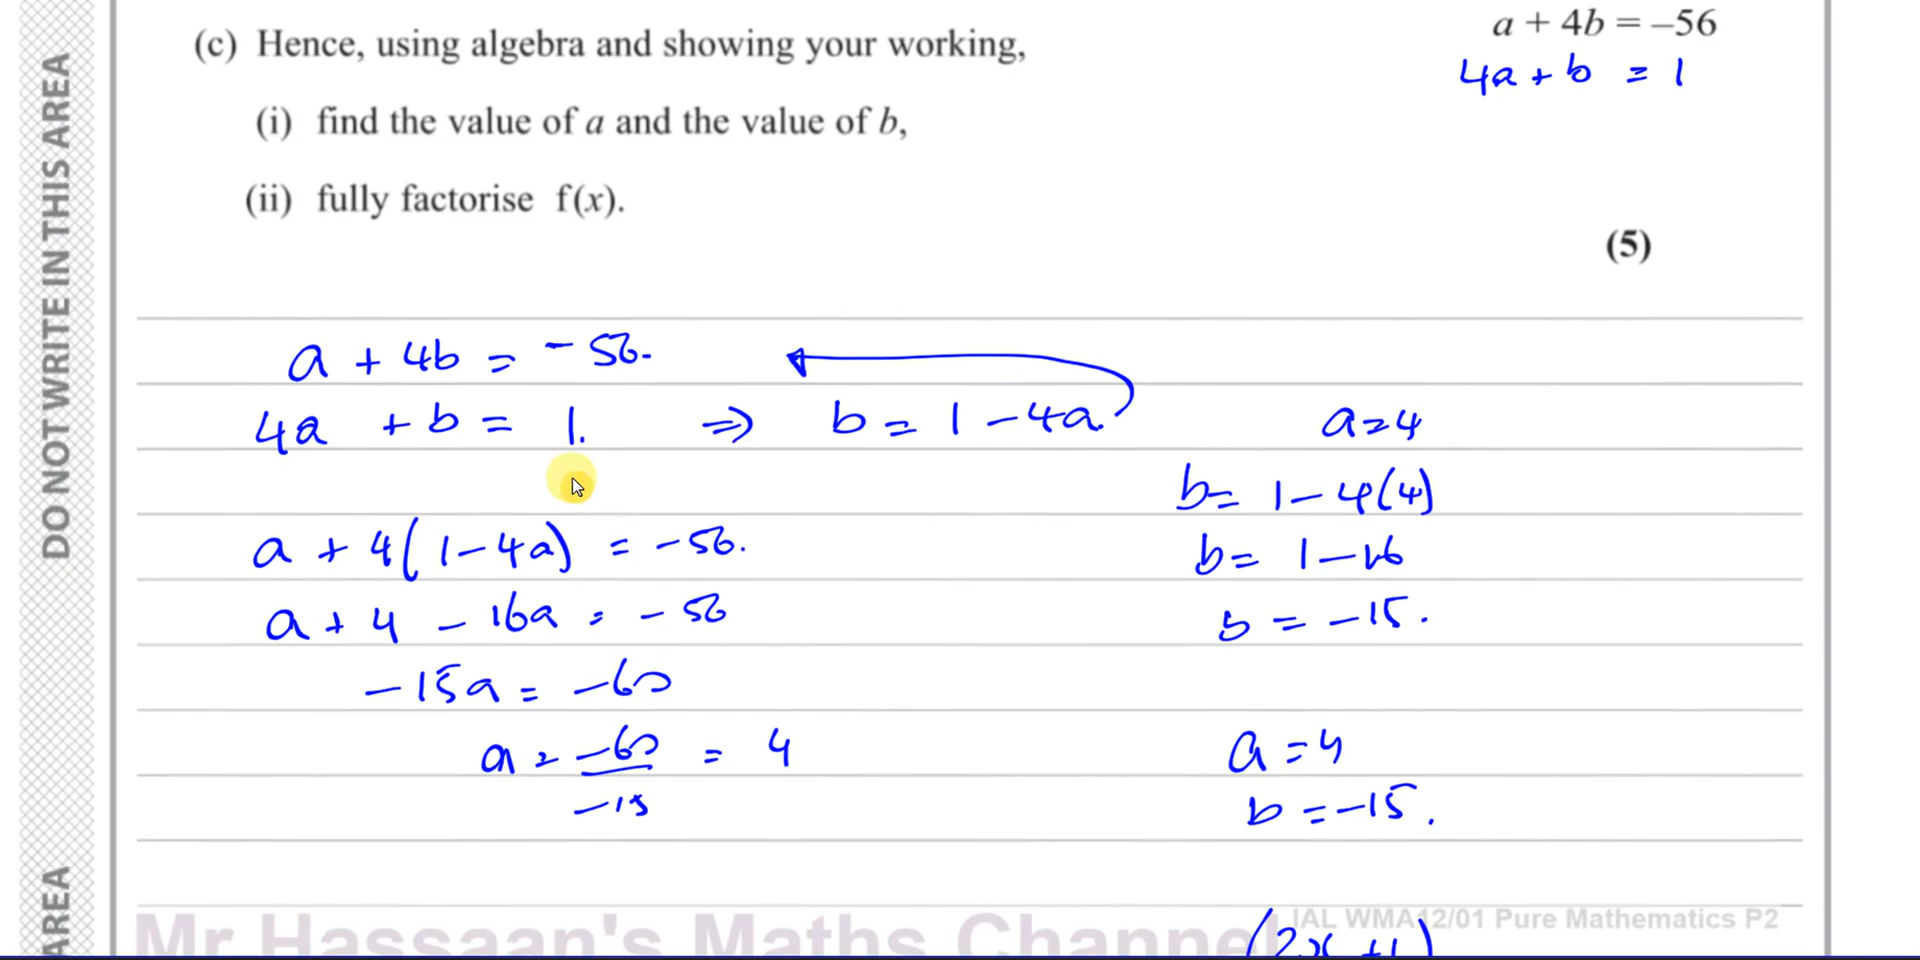 (c) Hence, using algebra and showing your working,
a + 4b = –56
4a + b = 1
(i) find the value of a and the value of b,
(ii) fully factorise f(x).
(5)
a + 4b = -56.
4a + b = 1. ⇒ b = 1 - 4a.
a + 4(1-4a) = -56.
a + 4 - 16a = -56
-15a = -60
a = -60/-15 = 4
a=4
b= 1-4(4)
b= 1-16
b = -15.
a = 4
b = -15.
(2x + 1)
DO NOT WRITE IN THIS AREA
AREA
Mr Hassaan's Maths Channel
IAL WMA12/01 Pure Mathematics P2